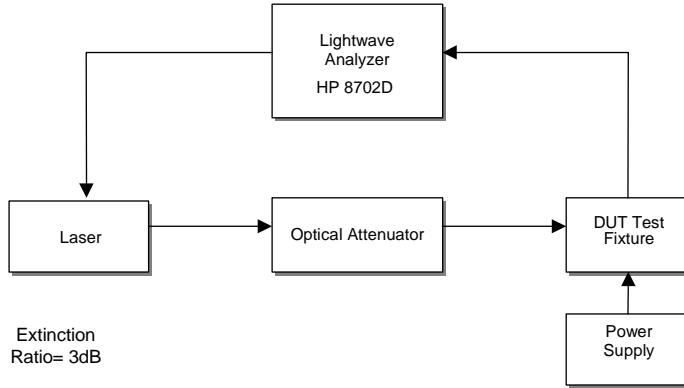 Lightwave
Analyzer
HP 8702D
Laser
Optical Attenuator
DUT Test
Fixture
Extinction
Ratio= 3dB
Power
Supply